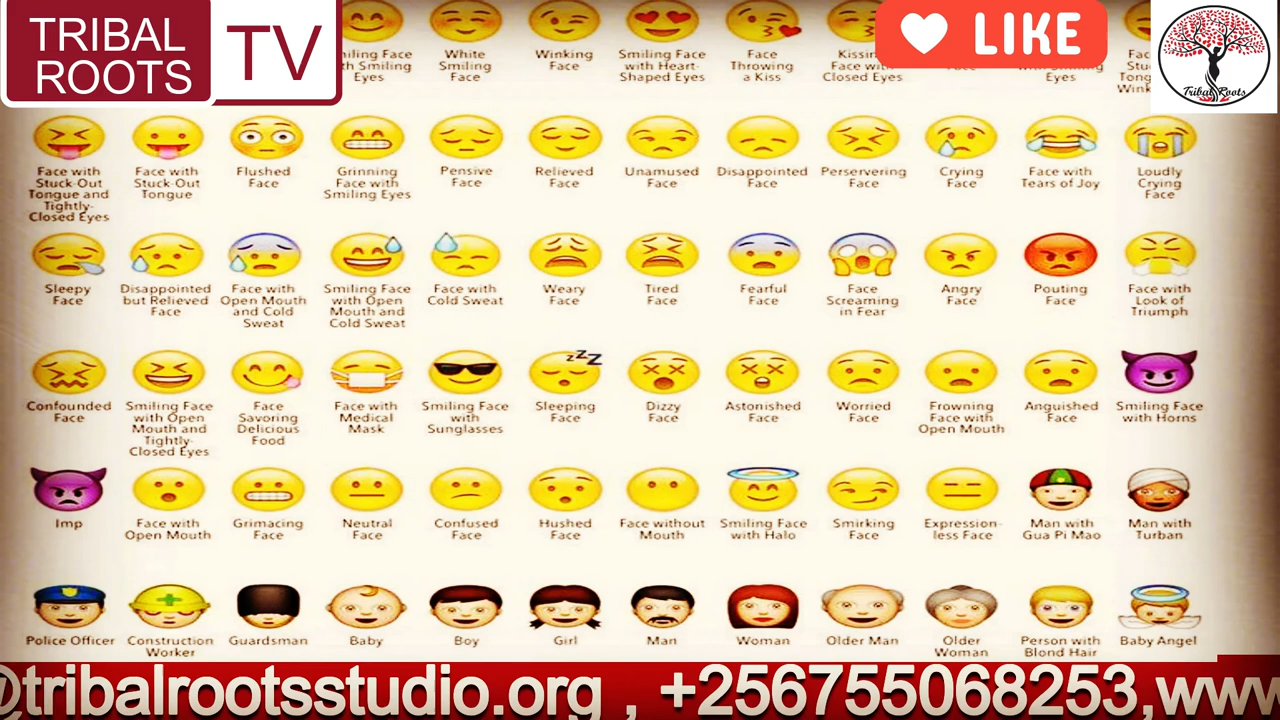 TRIBAL
ROOTS
TV
LIKE
Tribal Roots
Smiling Eyes
White
Smiling
Face
Winking
Face
Smiling Face
with Heart-
Shaped Eyes
Face
Throwing
a Kiss
Face with
Closed Eyes
Eyes
Face with
Stuck-Out
Tongue and
Tightly-
Closed Eyes
Face with
Stuck-Out
Tongue
Flushed
Face
Grinning
Face with
Smiling Eyes
Pensive
Face
Relieved
Face
Unamused
Face
Disappointed
Face
Perservering
Face
Crying
Face
Face with
Tears of Joy
Loudly
Crying
Face
Sleepy
Face
Disappointed
but Relieved
Face
Face with
Open Mouth
and Cold
Sweat
Smiling Face
with Open
Mouth and
Cold Sweat
Face with
Cold Sweat
Weary
Face
Tired
Face
Fearful
Face
Face
Screaming
in Fear
Angry
Face
Pouting
Face
Face with
Look of
Triumph
zzZ
Confounded
Face
Smiling Face
with Open
Mouth and
Tightly-
Closed Eyes
Face
Savoring
Delicious
Food
Face with
Medical
Mask
Smiling Face
with
Sunglasses
Sleeping
Face
Dizzy
Face
Astonished
Face
Worried
Face
Frowning
Face with
Open Mouth
Anguished
Face
Smiling Face
with Horns
Imp
Face with
Open Mouth
Grimacing
Face
Neutral
Face
Confused
Face
Hushed
Face
Face without
Mouth
Smiling Face
with Halo
Smirking
Face
Expression-
less Face
Man with
Gua Pi Mao
Man with
Turban
Police Officer
Construction
Worker
Guardsman
Baby
Boy
Girl
Man
Woman
Older Man
Older
Woman
Person with
Blond Hair
Baby Angel
@tribalrootsstudio.org , +256755068253,www